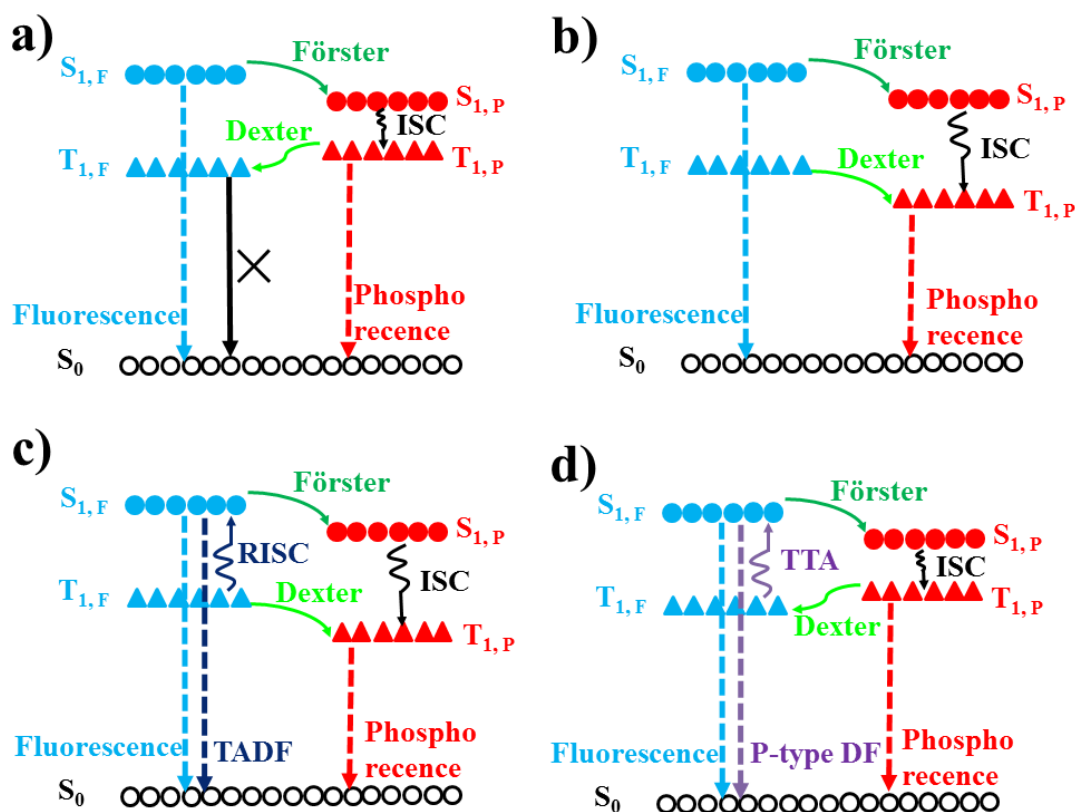 a)
Förster
S1, F
S1, P
ISC
Dexter
T1, F
T1, P
Fluorescence
Phospho
recence
S0
b)
Förster
S1, F
S1, P
ISC
T1, F
Dexter
T1, P
Fluorescence
Phospho
recence
S0
c)
Förster
S1, F
S1, P
RISC
ISC
T1, F
Dexter
T1, P
Fluorescence
TADF
Phospho
recence
S0
d)
Förster
S1, F
S1, P
TTA
ISC
T1, F
T1, P
Dexter
Fluorescence
P-type DF
Phospho
recence
S0